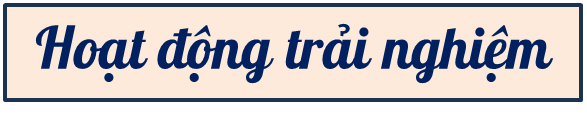 Hoạt động trải nghiệm